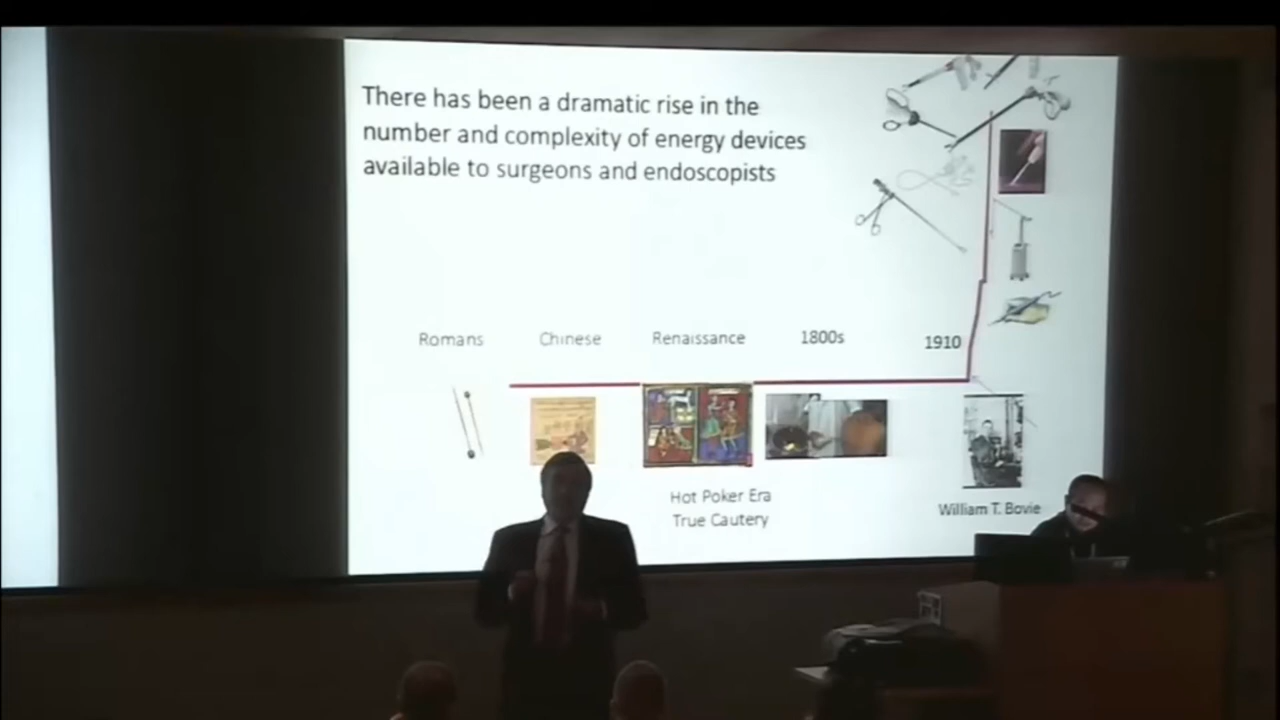 There has been a dramatic rise in the
number and complexity of energy devices
available to surgeons and endoscopists
Romans
Chinese
Renaissance
1800s
1910
Hot Poker Era
True Cautery
William T. Bovie